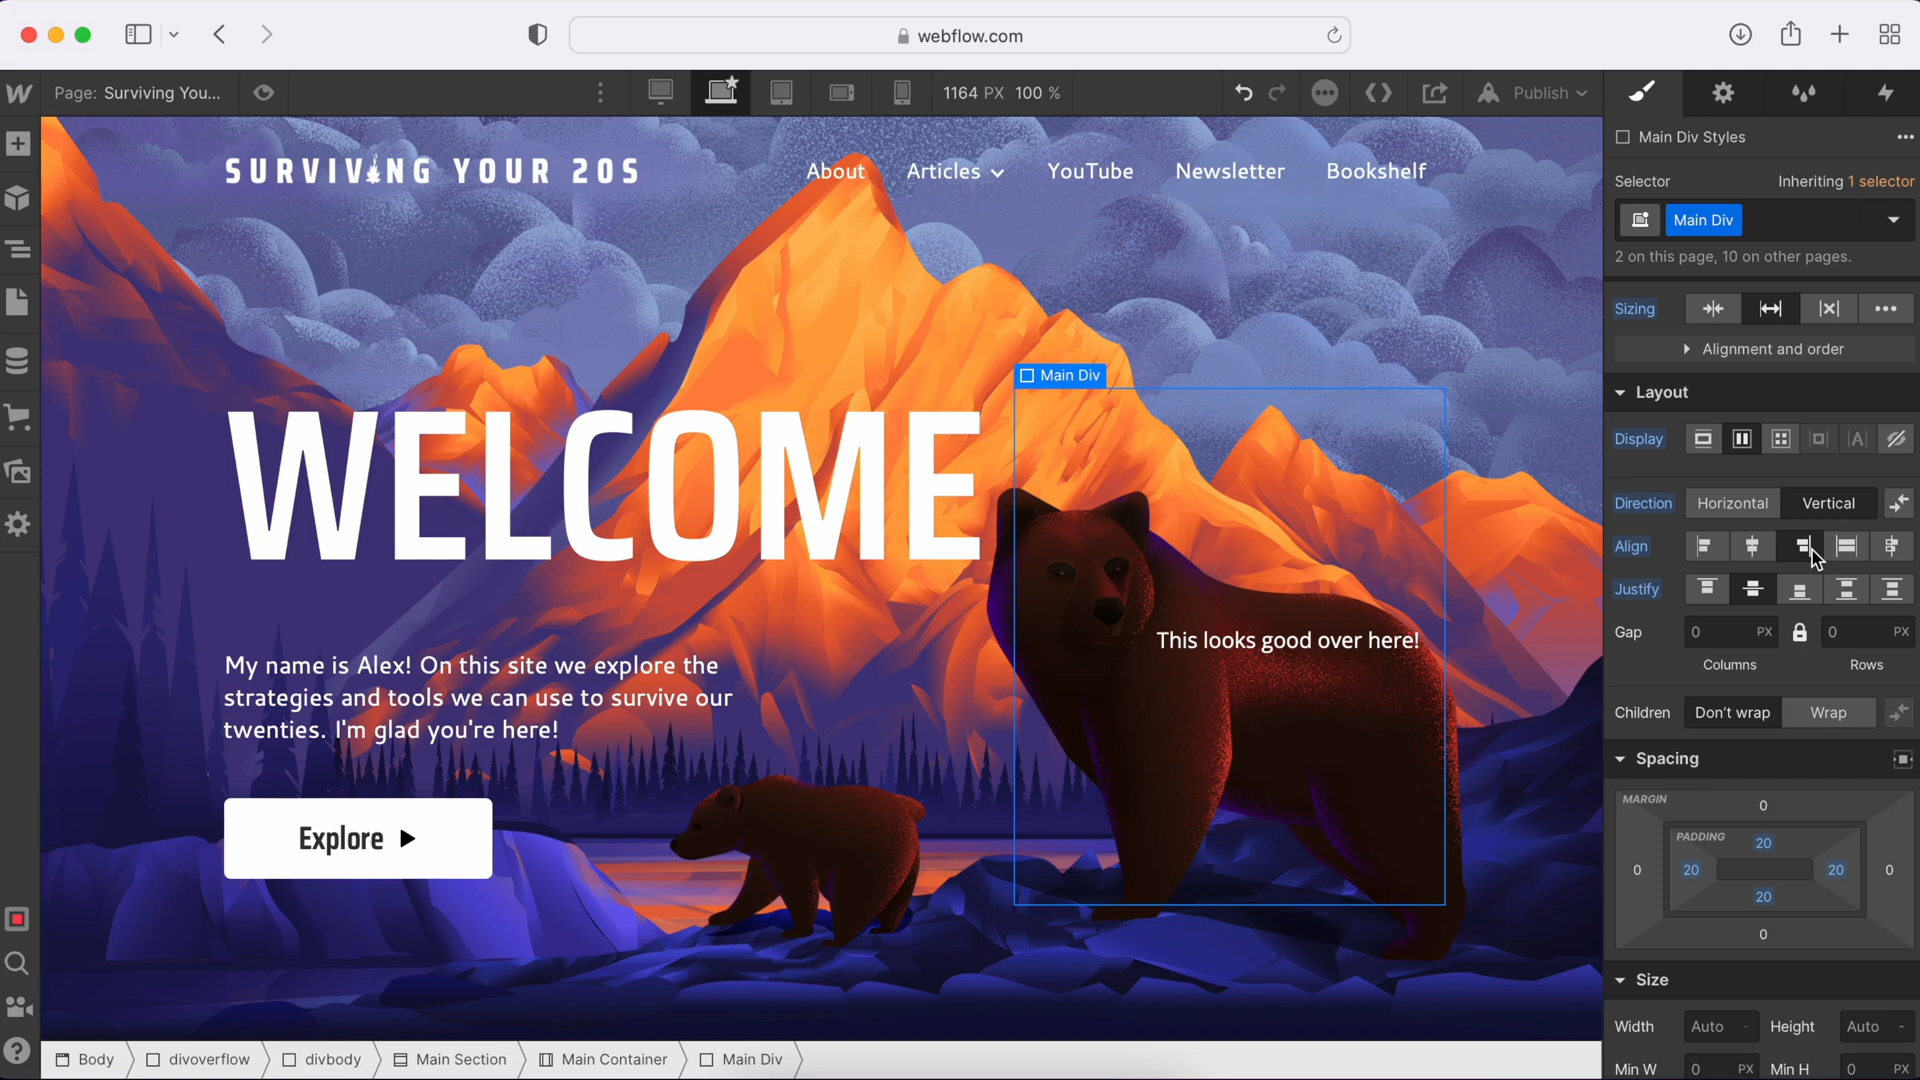 webflow.com
Page: Surviving You...
1164 PX 100 %
Publish
Main Div Styles
Selector
Inheriting 1 selector
Main Div
2 on this page, 10 on other pages.
Sizing
Alignment and order
Layout
Display
Direction
Horizontal
Vertical
Align
Justify
Gap
0 PX
0 PX
Columns
Rows
Children
Don't wrap
Wrap
Spacing
MARGIN
0
PADDING
20
0
20
20
0
20
0
Size
Width
Auto -
Height
Auto -
Min W
0 PX
Min H
0 PX
SURVIVING YOUR 20S
About
Articles
YouTube
Newsletter
Bookshelf
Main Div
WELCOME
This looks good over here!
My name is Alex! On this site we explore the
strategies and tools we can use to survive our
twenties. I'm glad you're here!
Explore
Body
divoverflow
divbody
Main Section
Main Container
Main Div